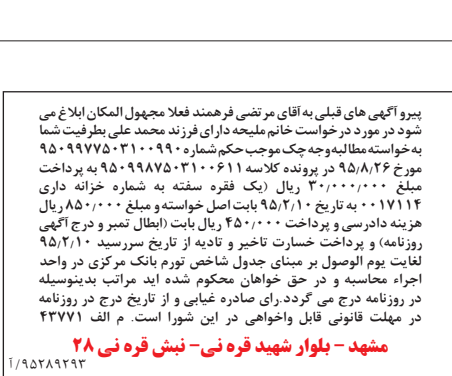 پیرو آگهی های قبلی به آقای مرتضی فرهمند فعلا مجهول المکان ابلاغ می
شود در مورد درخواست خانم ملیحه دارای فرزند محمد علی بطرفیت شما
به خواسته مطالبه وجه چک موجب حکم شماره ۹۵۰۹۹۷۷۵۰۳۱۰۰۹۹۰
مورخ ۹۵/۸/۲۶ در پرونده کلاسه ۹۵۰۹۹۸۷۵۰۳۱۰۰۶۱۱ به پرداخت
مبلغ ۳۰/۰۰۰/۰۰۰ ریال (یک فقره سفته به شماره خزانه داری
۰۰۱۷۱۱۴ به تاریخ ۹۵/۲/۱۰ بابت اصل خواسته و مبلغ ۸۵۰/۰۰۰ ریال
هزینه دادرسی و پرداخت ۴۵۰/۰۰۰ ریال بابت (ابطال تمبر و درج آگهی
روزنامه) و پرداخت خسارت تاخیر و تادیه از تاریخ سررسید ۹۵/۲/۱۰
لغایت یوم الوصول بر مبنای جدول شاخص تورم بانک مرکزی در واحد
اجراء محاسبه و در حق خواهان محکوم شده اید مراتب بدینوسیله
در روزنامه درج می گردد.رای صادره غیابی و از تاریخ درج در روزنامه
در مهلت قانونی قابل واخواهی در این شورا است. م الف ۴۳۷۷۱
مشهد - بلوار شهید قره نی- نبش قره نی ۲۸
۹۵۲۸۹۲۹۳/آ